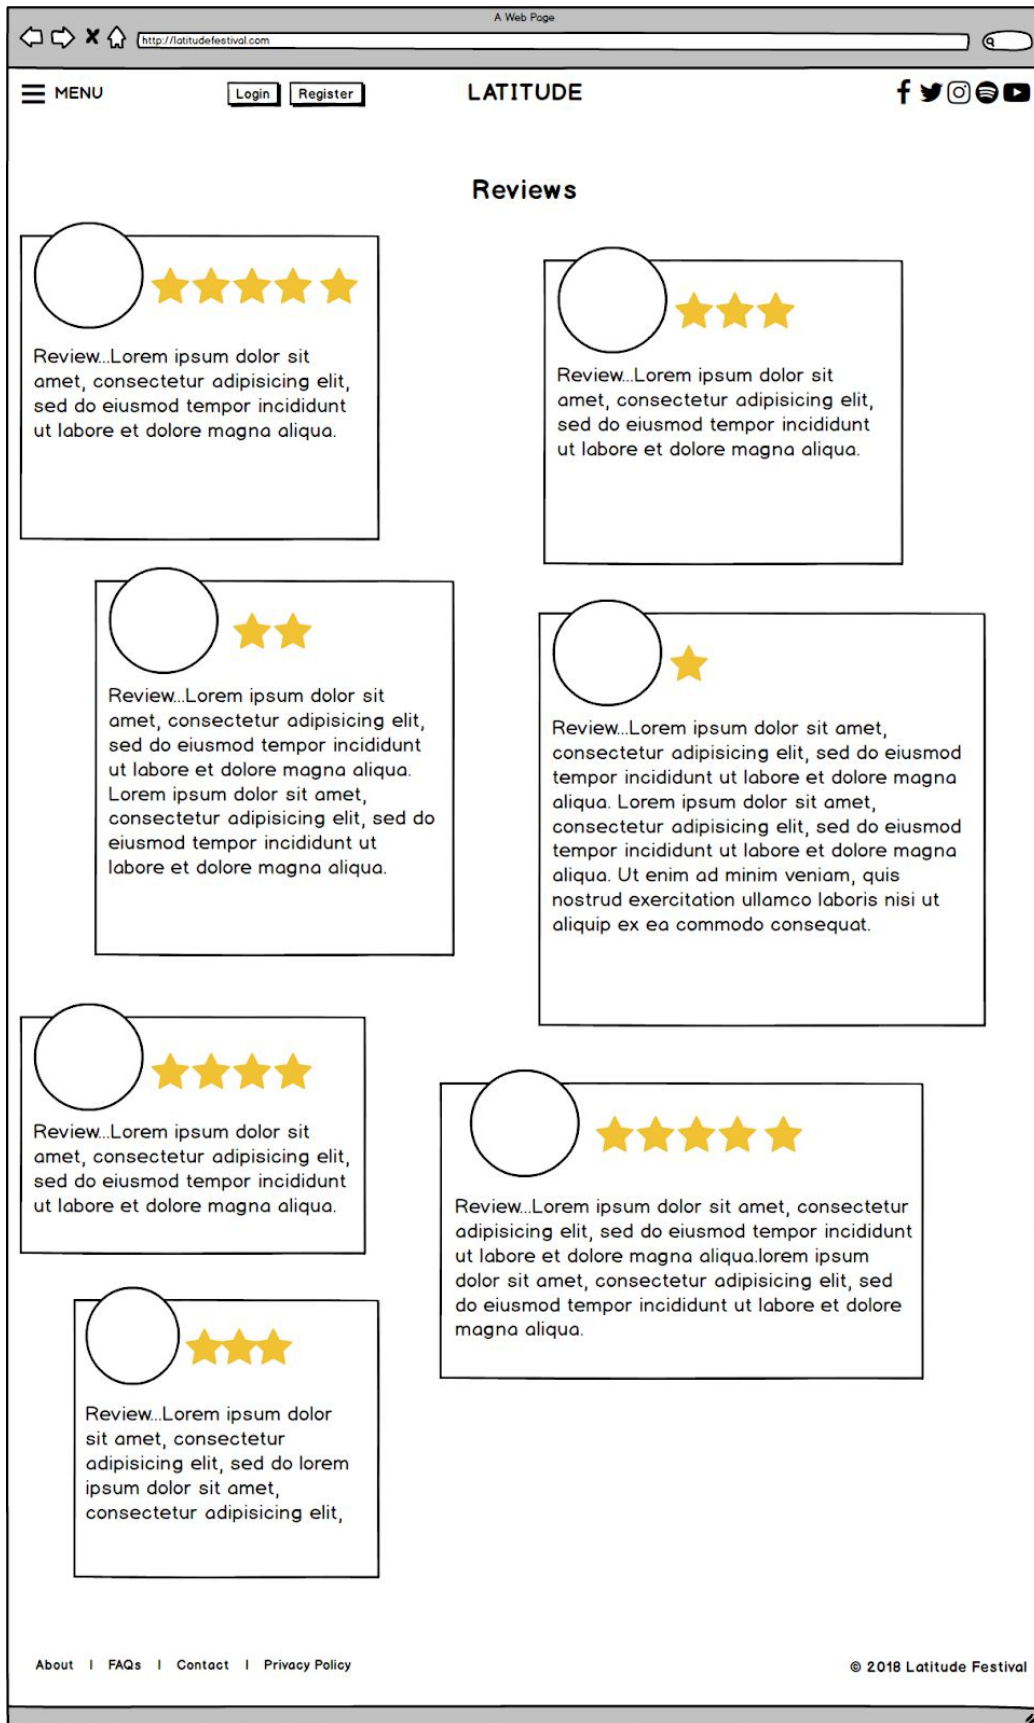 A Web Page
http://latitudefestival.com
MENU
Login
Register
LATITUDE
Reviews
Review...Lorem ipsum dolor sit
amet, consectetur adipisicing elit,
sed do eiusmod tempor incididunt
ut labore et dolore magna aliqua.
Review...Lorem ipsum dolor sit
amet, consectetur adipisicing elit,
sed do eiusmod tempor incididunt
ut labore et dolore magna aliqua.
Review...Lorem ipsum dolor sit
amet, consectetur adipisicing elit,
sed do eiusmod tempor incididunt
ut labore et dolore magna aliqua.
Lorem ipsum dolor sit amet,
consectetur adipisicing elit, sed do
eiusmod tempor incididunt ut
labore et dolore magna aliqua.
Review...Lorem ipsum dolor sit amet,
consectetur adipisicing elit, sed do eiusmod
tempor incididunt ut labore et dolore magna
aliqua. Lorem ipsum dolor sit amet,
consectetur adipisicing elit, sed do eiusmod
tempor incididunt ut labore et dolore magna
aliqua. Ut enim ad minim veniam, quis
nostrud exercitation ullamco laboris nisi ut
aliquip ex ea commodo consequat.
Review...Lorem ipsum dolor sit
amet, consectetur adipisicing elit,
sed do eiusmod tempor incididunt
ut labore et dolore magna aliqua.
Review...Lorem ipsum dolor sit amet, consectetur
adipisicing elit, sed do eiusmod tempor incididunt
ut labore et dolore magna aliqua.lorem ipsum
dolor sit amet, consectetur adipisicing elit, sed
do eiusmod tempor incididunt ut labore et dolore
magna aliqua.
Review...Lorem ipsum dolor
sit amet, consectetur
adipisicing elit, sed do lorem
ipsum dolor sit amet,
consectetur adipisicing elit,
About | FAQs | Contact | Privacy Policy
© 2018 Latitude Festival